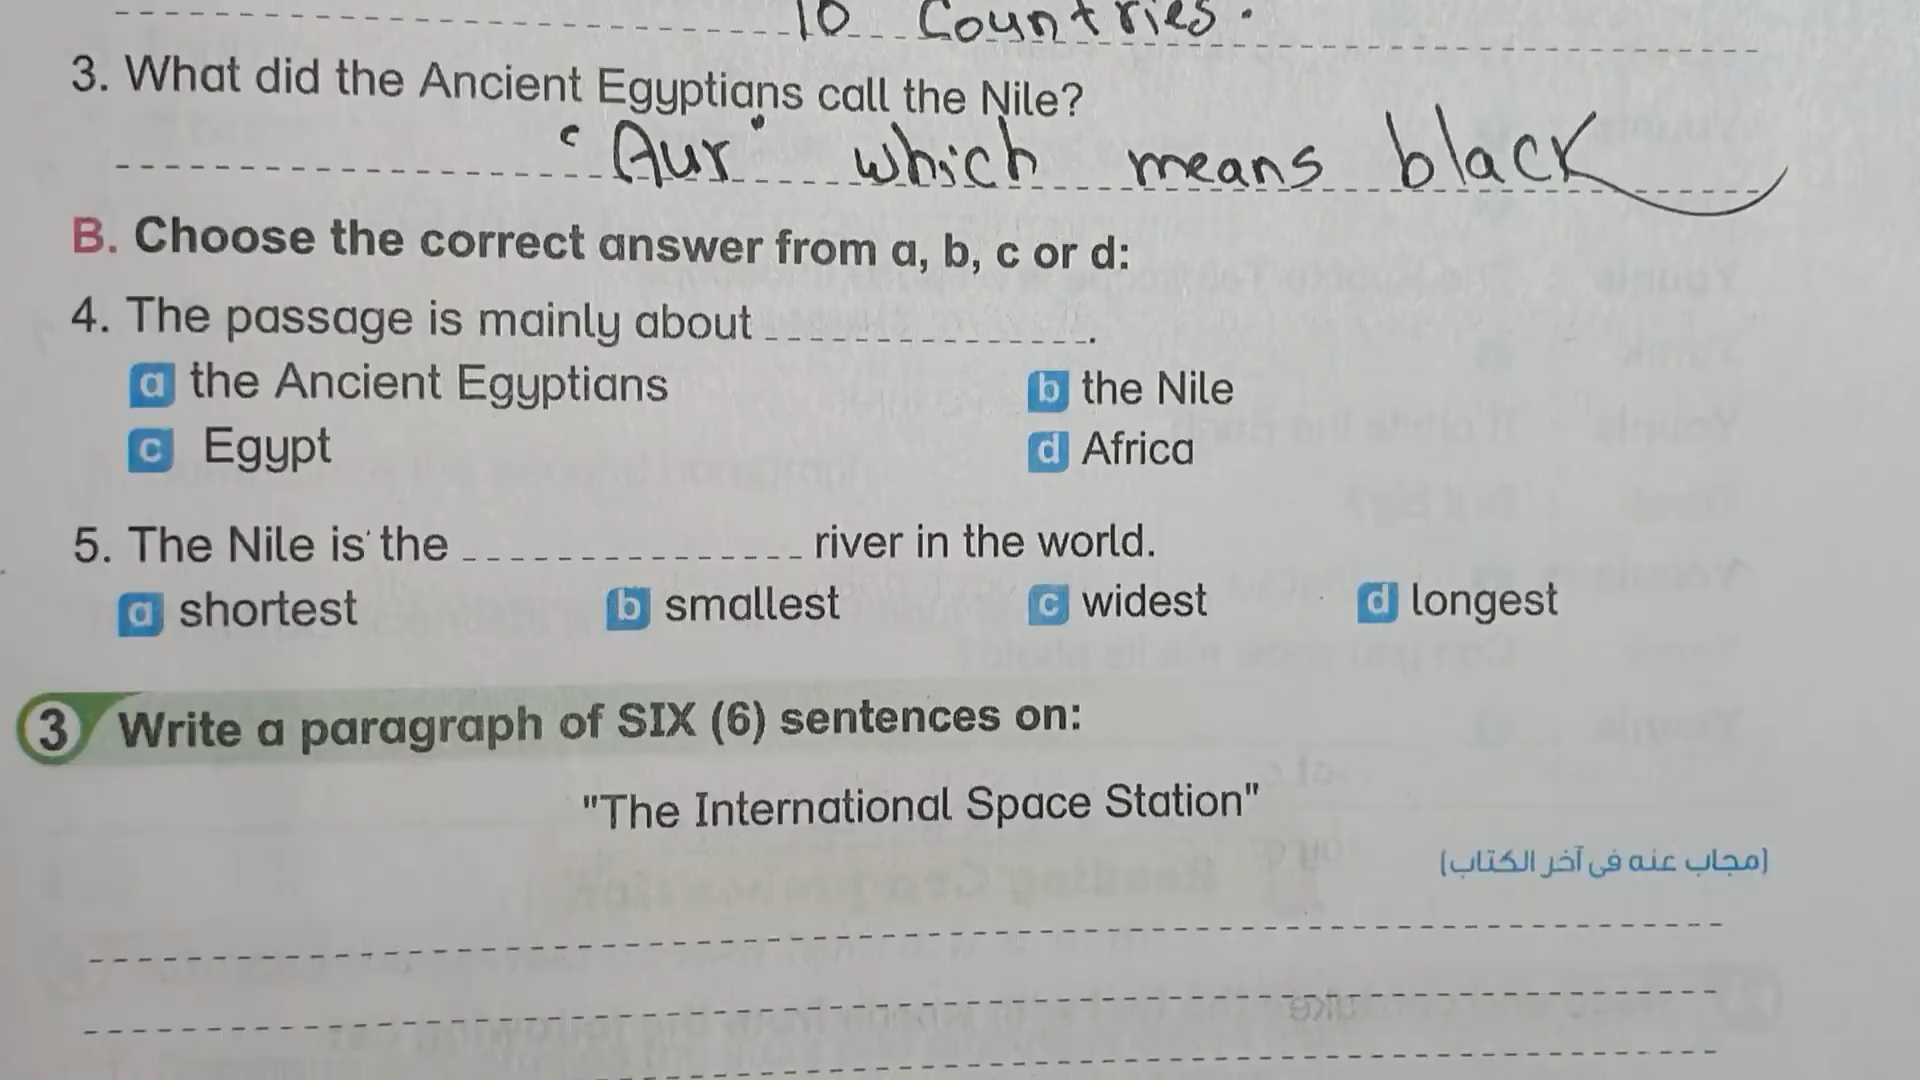 10 Countries.
3. What did the Ancient Egyptians call the Nile?
"Aur" which means black
B. Choose the correct answer from a, b, c or d:
4. The passage is mainly about ______________.
a the Ancient Egyptians b the Nile
c Egypt d Africa
5. The Nile is the ______________ river in the world.
a shortest b smallest c widest d longest
3 Write a paragraph of SIX (6) sentences on:
"The International Space Station"
(مجاب عنه في آخر الكتاب)